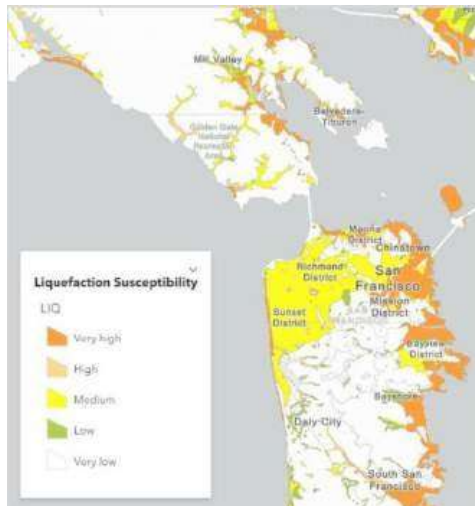 Mill Valley
Belvedere-
Tiburon
Golden Gate
National
Recreation
Area
Marina
District
Chinatown
Richmond
District
San
Francisco
Mission
District
Sunset
District
SAN
FRANCISCO
Bayview
District
Bayshore
Daly City
South San
Francisco
Liquefaction Susceptibility
LIQ
Very high
High
Medium
Low
Very low